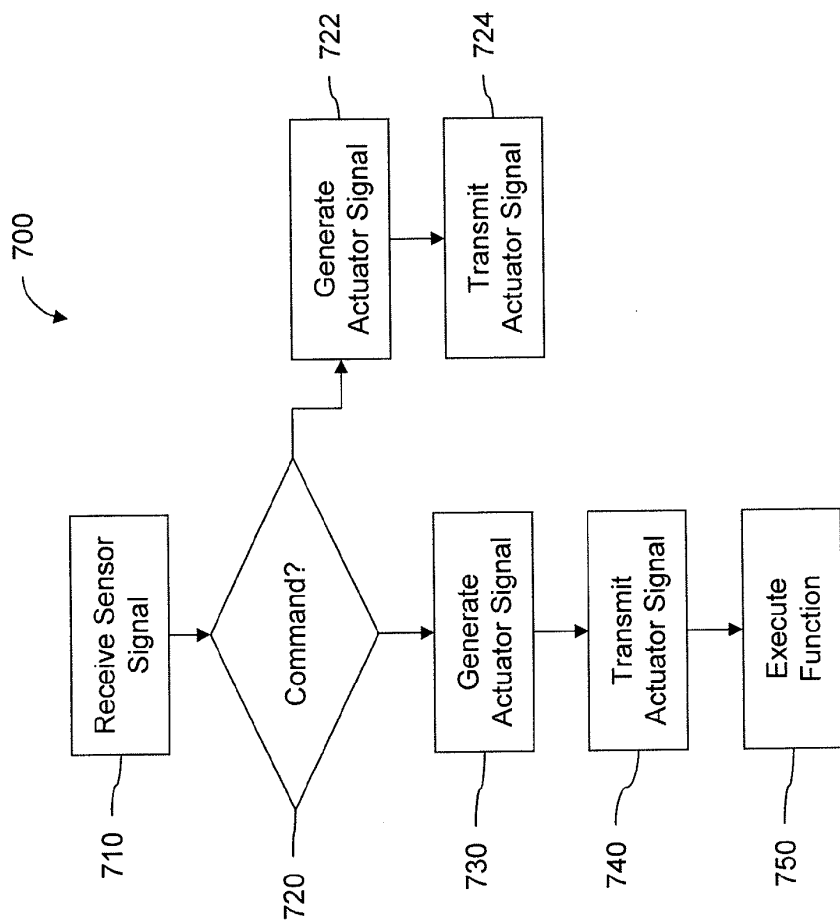 700
Receive Sensor
Signal
710
Command?
720
Generate
Actuator Signal
722
Transmit
Actuator Signal
724
Generate
Actuator Signal
730
Transmit
Actuator Signal
740
Execute
Function
750